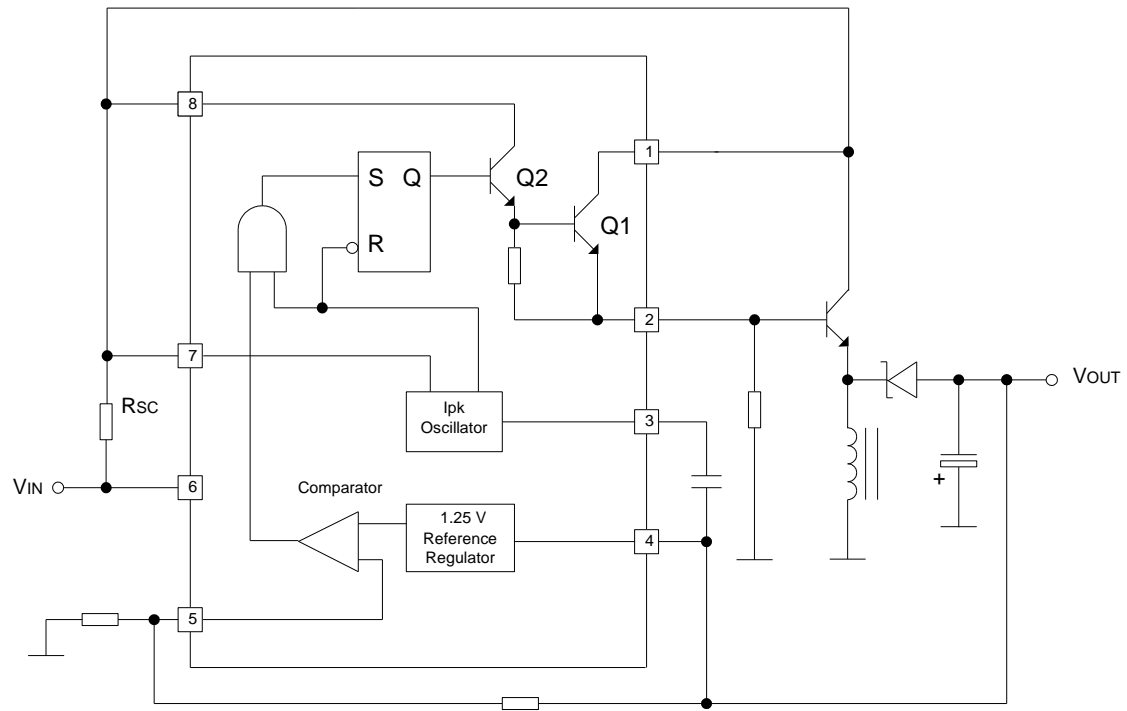 8
1
S Q
Q2
R
Q1
2
7
RSC
Ipk
Oscillator
3
VOUT
VIN
6
Comparator
1.25 V
Reference
Regulator
4
+
5